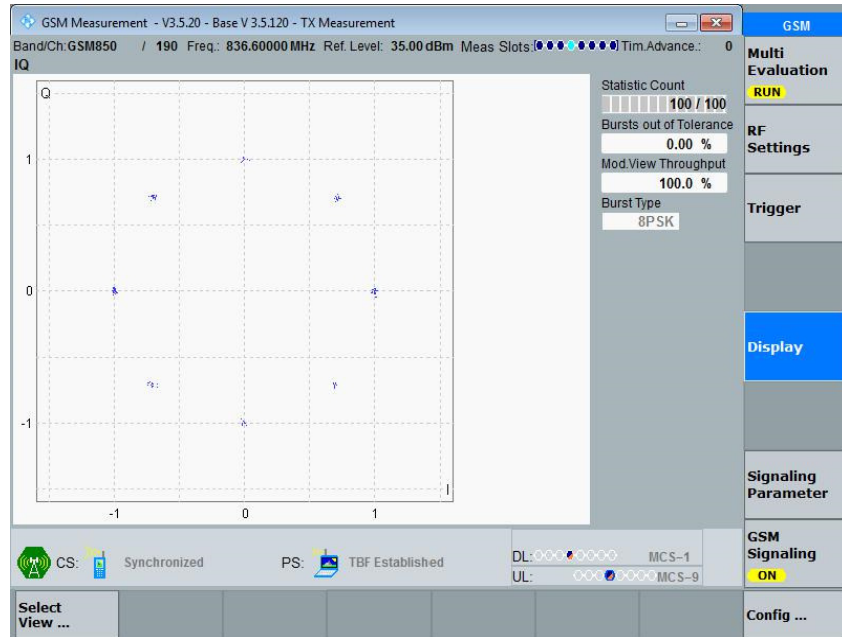 GSM Measurement - V3.5.20 - Base V 3.5.120 - TX Measurement
GSM
Band/Ch: GSM850 / 190 Freq.: 836.60000 MHz Ref. Level: 35.00 dBm Meas Slots: Tim.Advance.: 0
IQ
Multi
Evaluation
RUN
RF
Settings
Trigger
Display
Signaling
Parameter
GSM
Signaling
ON
Config ...
Statistic Count
100 / 100
Bursts out of Tolerance
0.00 %
Mod.View Throughput
100.0 %
Burst Type
8PSK
Q
1
0
-1
I
-1 0 1
CS: Synchronized PS: TBF Established
DL: MCS-1
UL: MCS-9
Select
View ...